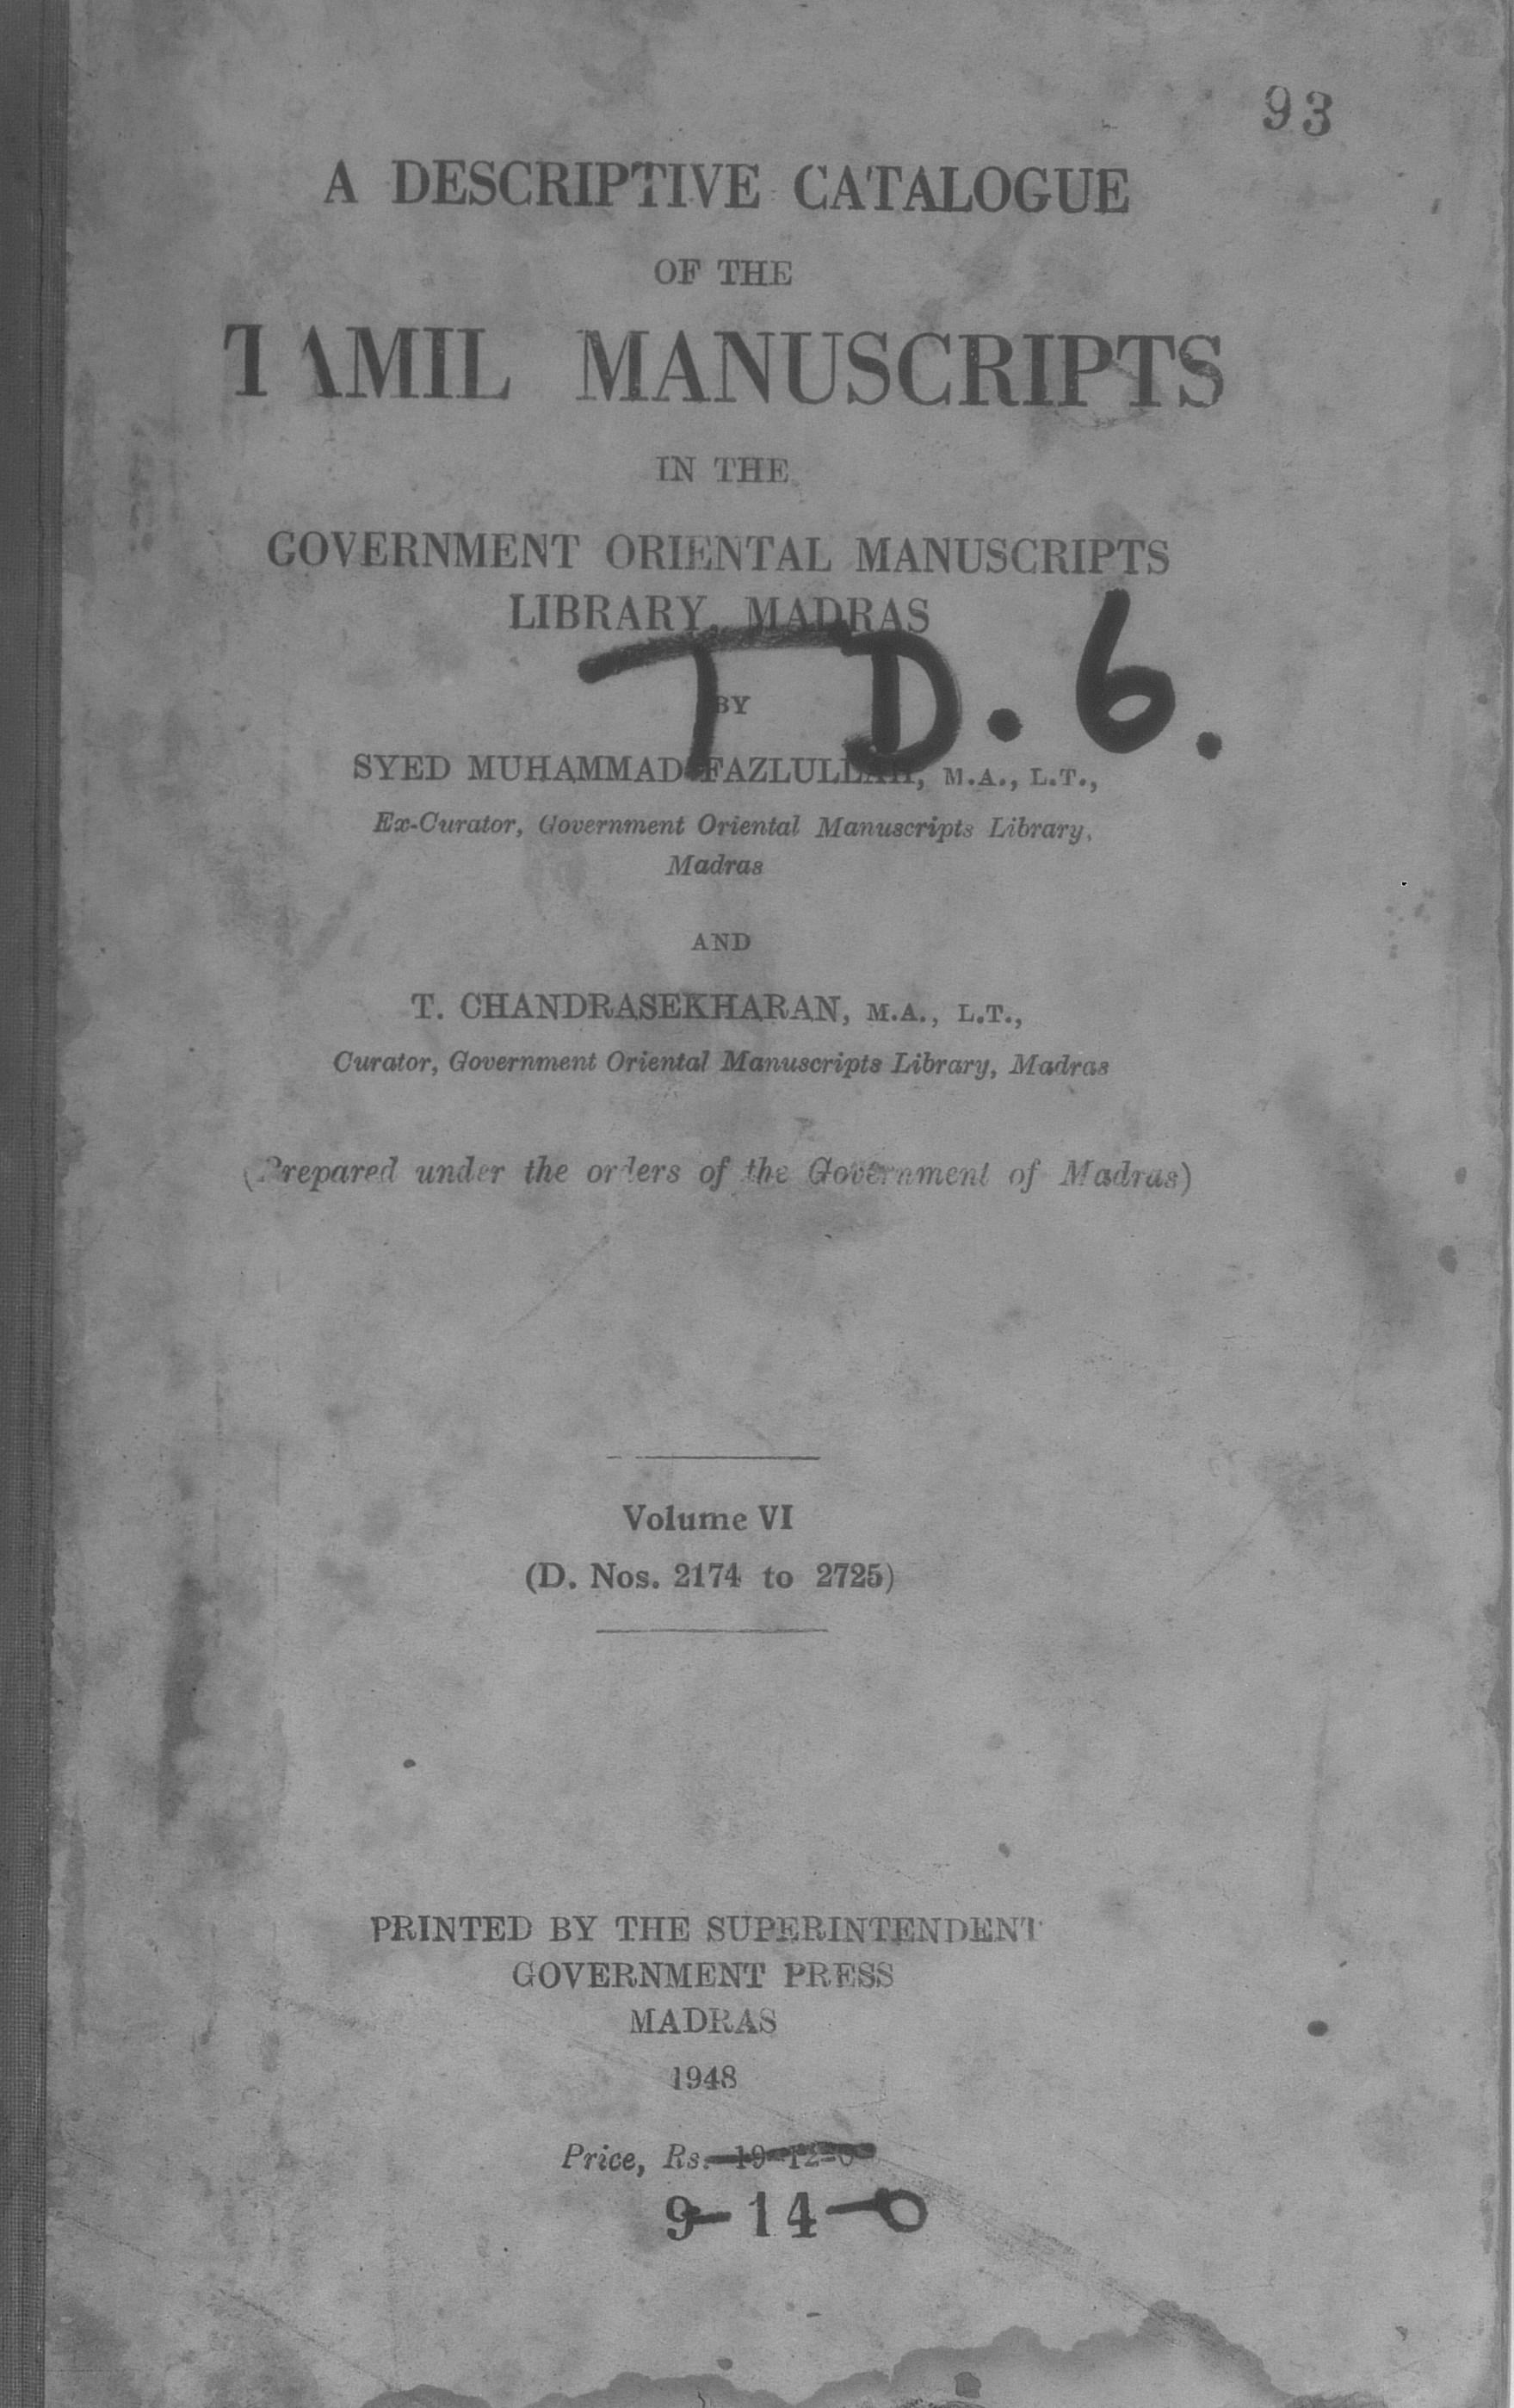 93
A DESCRIPTIVE CATALOGUE
OF THE
TAMIL MANUSCRIPTS
IN THE
GOVERNMENT ORIENTAL MANUSCRIPTS
LIBRARY, MADRAS
T D. 6.
BY
SYED MUHAMMAD FAZLULLAH, M.A., L.T.,
Ex-Curator, Government Oriental Manuscripts Library,
Madras
AND
T. CHANDRASEKHARAN, M.A., L.T.,
Curator, Government Oriental Manuscripts Library, Madras
(Prepared under the orders of the Government of Madras)
Volume VI
(D. Nos. 2174 to 2725)
PRINTED BY THE SUPERINTENDENT
GOVERNMENT PRESS
MADRAS
1948
Price, Rs. 19-12-0
9-14-0